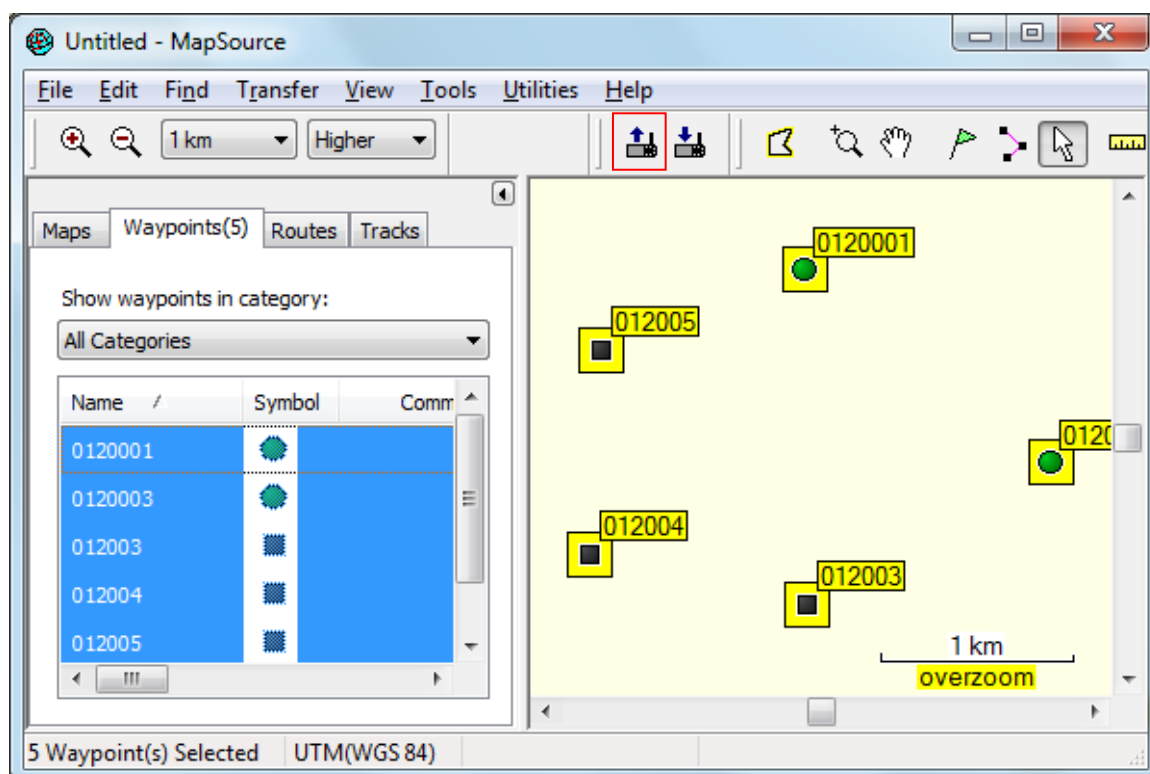 Untitled - MapSource
File Edit Find Transfer View Tools Utilities Help
1 km Higher
Maps Waypoints(5) Routes Tracks
Show waypoints in category:
All Categories
Name Symbol Comm
0120001
0120003
012003
012004
012005
0120001
012005
0120
012004
012003
1 km
overzoom
5 Waypoint(s) Selected UTM(WGS 84)